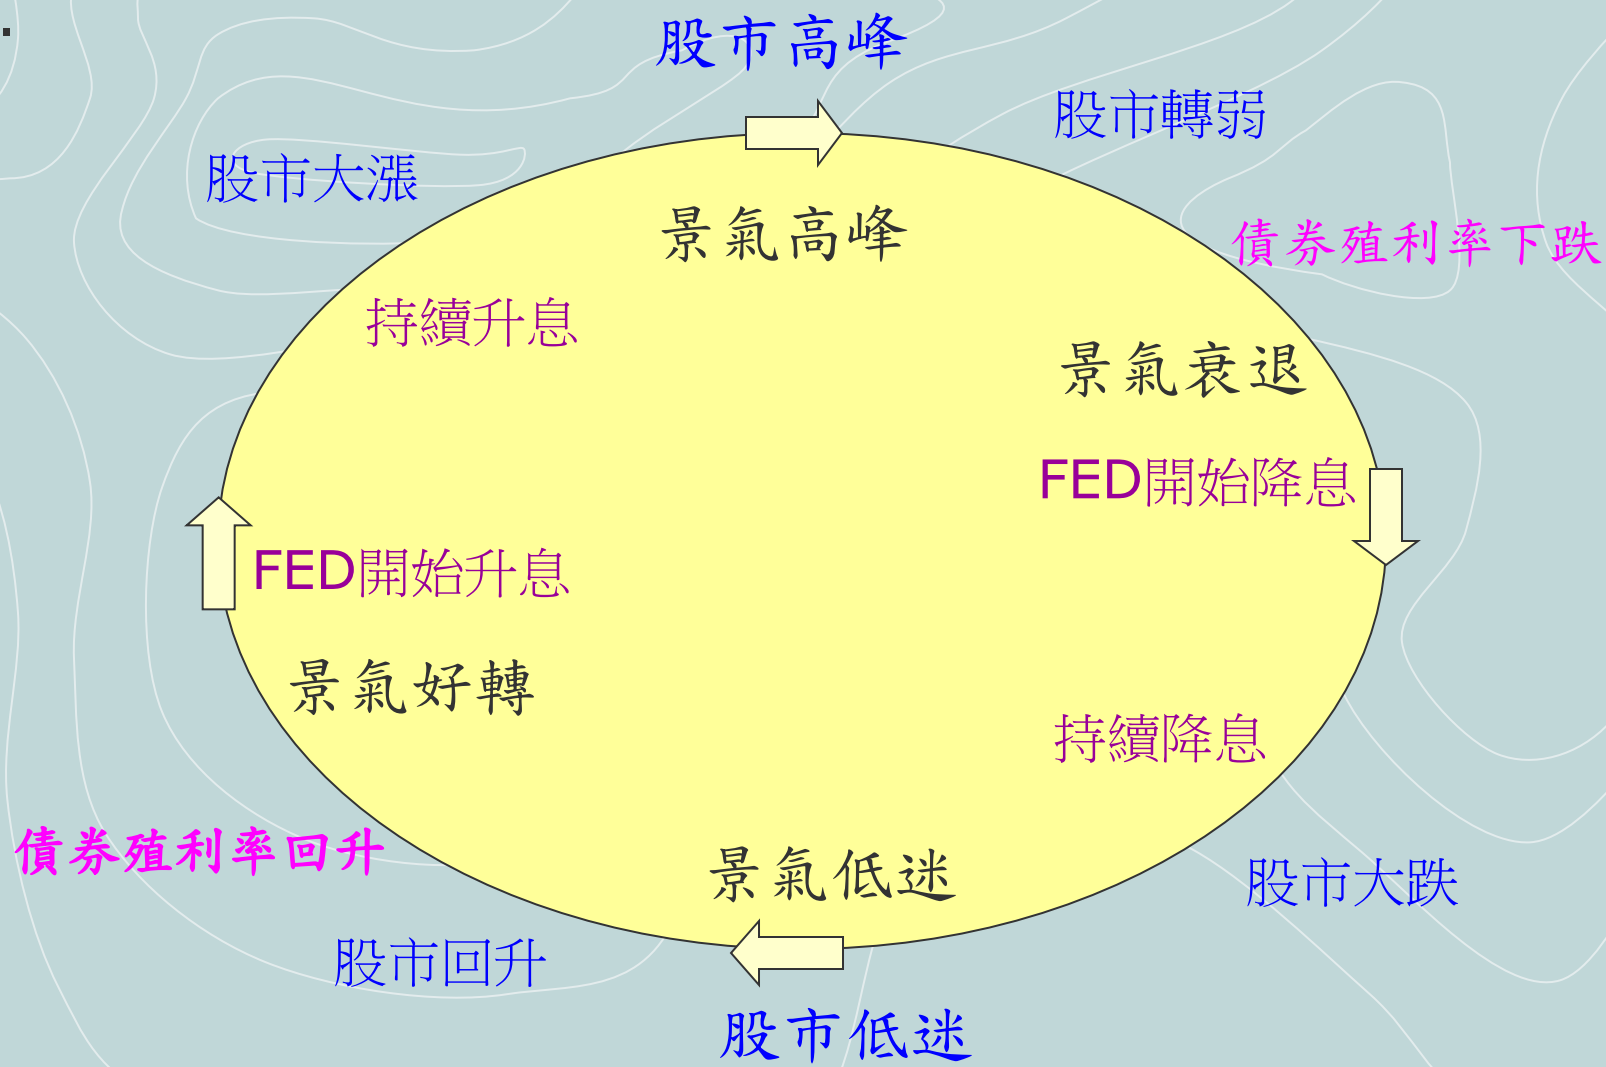 股市高峰
股市轉弱
股市大漲
景氣高峰
債券殖利率下跌
持續升息
景氣衰退
FED開始降息
FED開始升息
景氣好轉
持續降息
債券殖利率回升
景氣低迷
股市大跌
股市回升
股市低迷